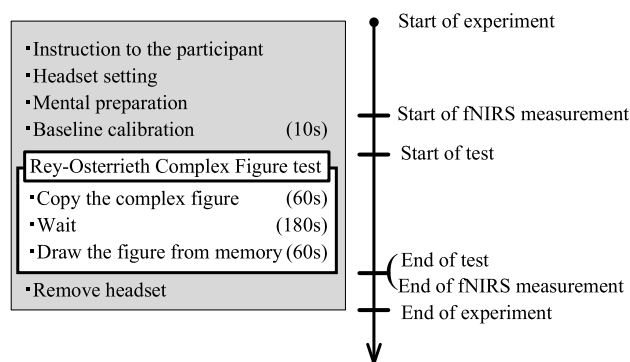 ・Instruction to the participant
・Headset setting
・Mental preparation
・Baseline calibration (10s)
Rey-Osterrieth Complex Figure test
・Copy the complex figure (60s)
・Wait (180s)
・Draw the figure from memory (60s)
・Remove headset
Start of experiment
Start of fNIRS measurement
Start of test
End of test
End of fNIRS measurement
End of experiment